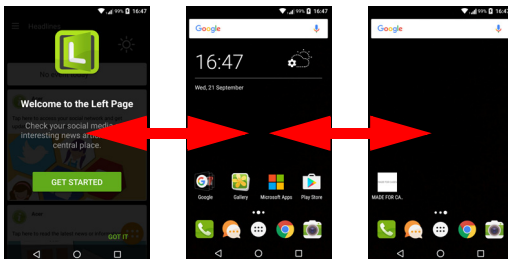 99% 16:47
Headlines
L
Welcome to the Left Page
Check your social media
interesting news
central place.
GET STARTED
GOT IT
99% 16:47
Google
16:47
Wed, 21 September
Google Gallery Microsoft Apps Play Store
99% 16:47
Google
MADE FOR CA..